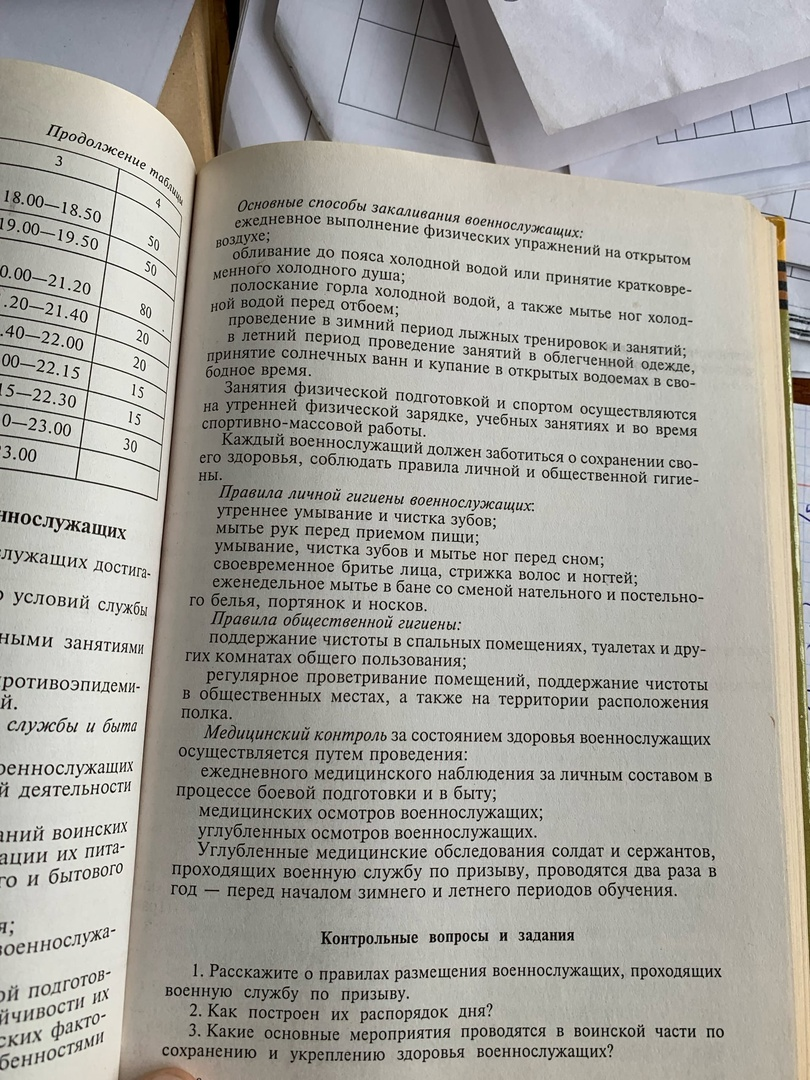 Продолжение таблицы
3
4
18.00—18.50
50
19.00—19.50
50
0.00—21.20
80
.20—21.40
20
.40—22.00
20
00—22.15
15
15—22.30
15
0—23.00
30
3.00
ннослужащих
служащих достига-
о условий службы
ными занятиями
противоэпидеми-
й.
службы и быта
оеннослужащих
й деятельности
аний воинских
ации их пита-
го и бытового
я;
военнослужа-
ой подготов-
йчивости их
ских факто-
бенностями
Основные способы закаливания военнослужащих:
ежедневное выполнение физических упражнений на открытом
воздухе;
обливание до пояса холодной водой или принятие кратковре-
менного холодного душа;
полоскание горла холодной водой, а также мытье ног холод-
ной водой перед отбоем;
проведение в зимний период лыжных тренировок и занятий;
в летний период проведение занятий в облегченной одежде,
принятие солнечных ванн и купание в открытых водоемах в сво-
бодное время.
Занятия физической подготовкой и спортом осуществляются
на утренней физической зарядке, учебных занятиях и во время
спортивно-массовой работы.
Каждый военнослужащий должен заботиться о сохранении сво-
его здоровья, соблюдать правила личной и общественной гигие-
ны.
Правила личной гигиены военнослужащих:
утреннее умывание и чистка зубов;
мытье рук перед приемом пищи;
умывание, чистка зубов и мытье ног перед сном;
своевременное бритье лица, стрижка волос и ногтей;
еженедельное мытье в бане со сменой нательного и постельно-
го белья, портянок и носков.
Правила общественной гигиены:
поддержание чистоты в спальных помещениях, туалетах и дру-
гих комнатах общего пользования;
регулярное проветривание помещений, поддержание чистоты
в общественных местах, а также на территории расположения
полка.
Медицинский контроль за состоянием здоровья военнослужащих
осуществляется путем проведения:
ежедневного медицинского наблюдения за личным составом в
процессе боевой подготовки и в быту;
медицинских осмотров военнослужащих;
углубленных осмотров военнослужащих.
Углубленные медицинские обследования солдат и сержантов,
проходящих военную службу по призыву, проводятся два раза в
год — перед началом зимнего и летнего периодов обучения.
Контрольные вопросы и задания
1. Расскажите о правилах размещения военнослужащих, проходящих
военную службу по призыву.
2. Как построен их распорядок дня?
3. Какие основные мероприятия проводятся в воинской части по
сохранению и укреплению здоровья военнослужащих?